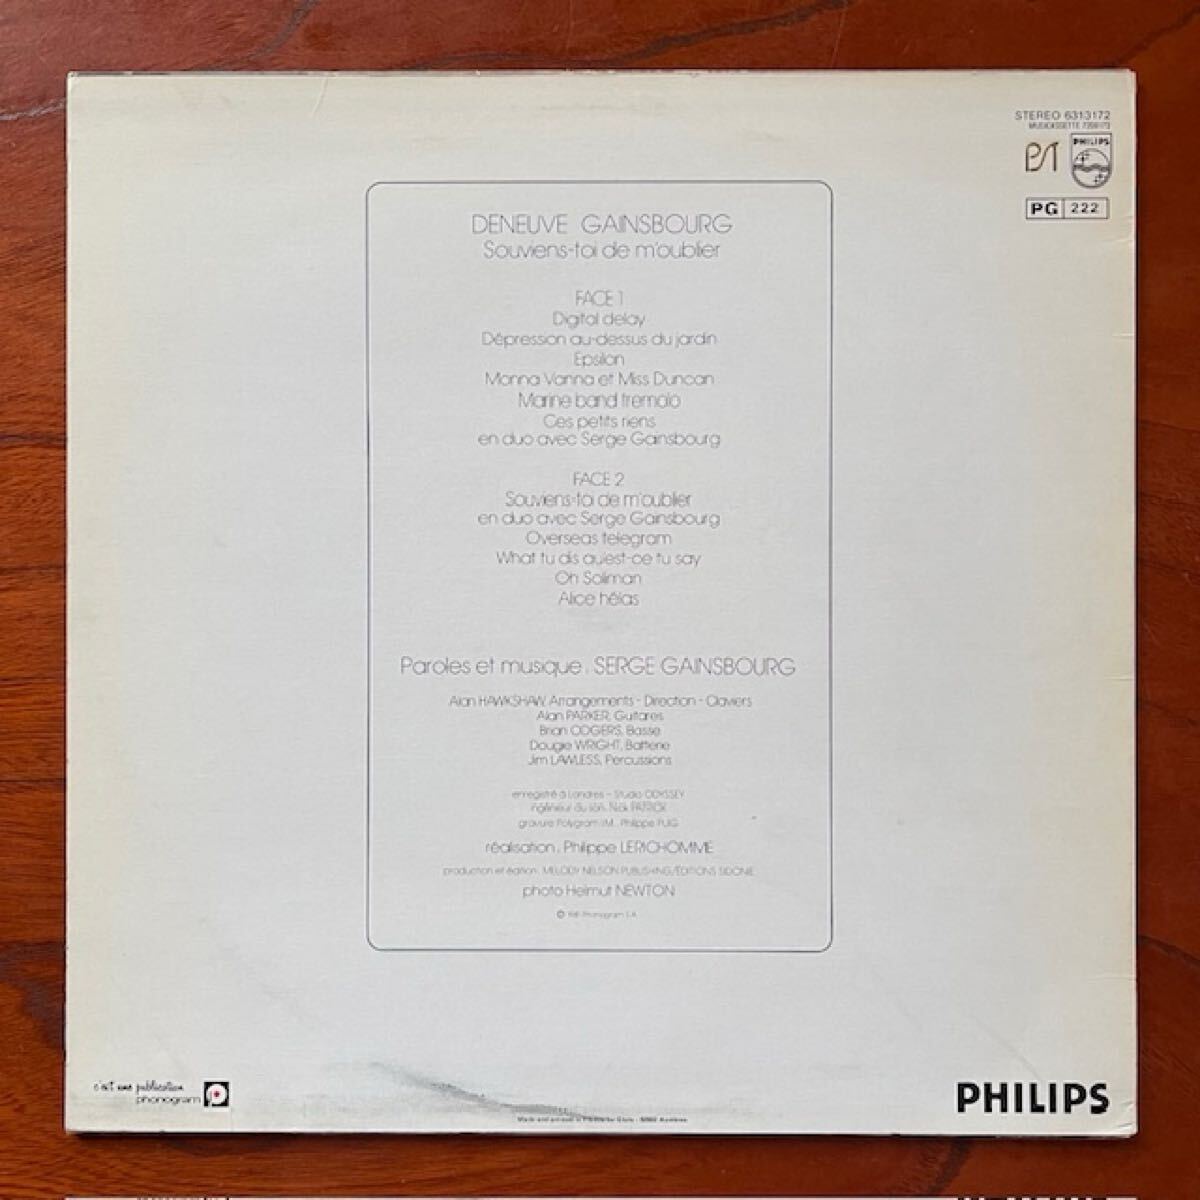 STEREO 6313172
MUSICASSETTE
PHILIPS
PG 222
DENEUVE GAINSBOURG
Souviens-toi de m'oublier
FACE 1
Digital delay
Dépression au-dessus du jardin
Epsilon
Monna Vanna et Miss Duncan
Marine band tremolo
Ces petits riens
en duo avec Serge Gainsbourg
FACE 2
Souviens-toi de m'oublier
en duo avec Serge Gainsbourg
Overseas telegram
What tu dis qu'est-ce tu say
Oh Soliman
Alice hélas
Paroles et musique : SERGE GAINSBOURG
Alan HAWKSHAW, Arrangements - Direction - Claviers
Alan PARKER, Guitares
Brian ODGERS, Basse
Dougie WRIGHT, Batterie
Jim LAWLESS, Percussions
enregistré à Londres - Studio ODYSSEY
ingénieur du son, Nick PATRICK
gravure Polygram I.M., Philippe PUIG
réalisation : Philippe LERICHOMME
production et édition : MELODY NELSON PUBLISHING/ÉDITIONS SIDONIE
photo Helmut NEWTON
© 1981 Phonogram S.A.
c'est une publication
phonogram
PHILIPS